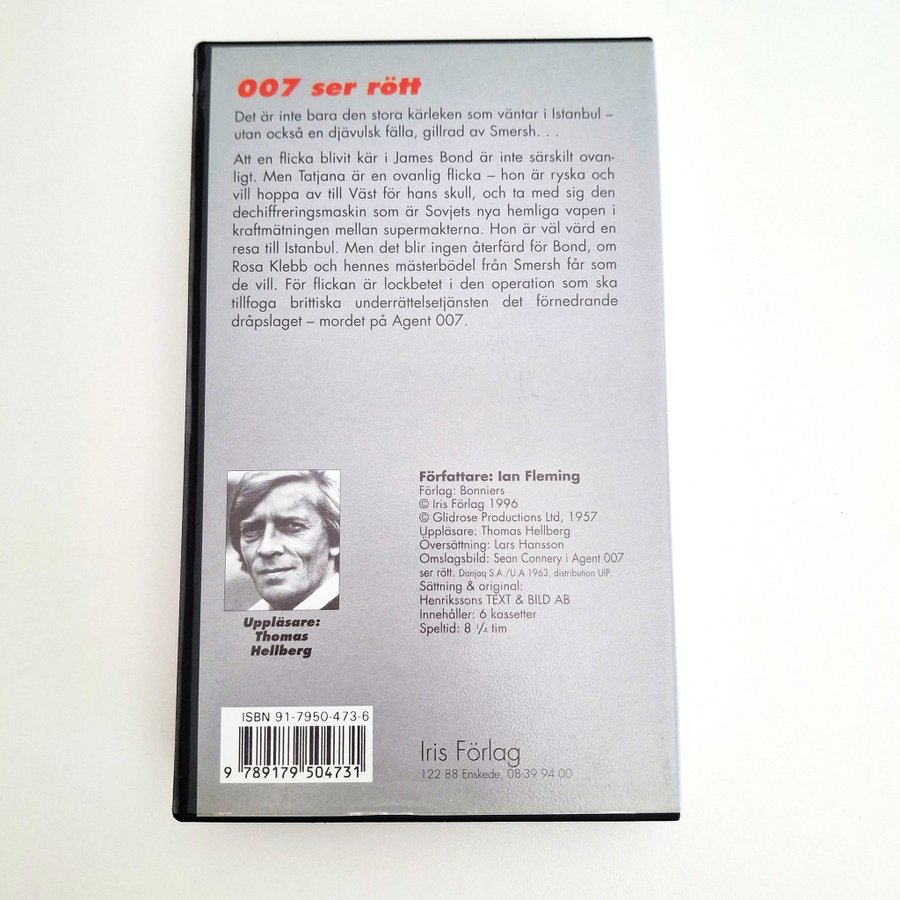 007 ser rött
Det är inte bara den stora kärleken som väntar i Istanbul –
utan också en djävulsk fälla, gillrad av Smersh. . .
Att en flicka blivit kär i James Bond är inte särskilt ovan-
ligt. Men Tatjana är en ovanlig flicka – hon är ryska och
vill hoppa av till Väst för hans skull, och ta med sig den
dechiffreringsmaskin som är Sovjets nya hemliga vapen i
kraftmätningen mellan supermakterna. Hon är väl värd en
resa till Istanbul. Men det blir ingen återfärd för Bond, om
Rosa Klebb och hennes mästerbödel från Smersh får som
de vill. För flickan är lockbetet i den operation som ska
tillfoga brittiska underrättelsetjänsten det förnedrande
dråpslaget – mordet på Agent 007.
Uppläsare:
Thomas
Hellberg
Författare: Ian Fleming
Förlag: Bonniers
© Iris Förlag 1996
© Glidrose Productions Ltd, 1957
Uppläsare: Thomas Hellberg
Översättning: Lars Hansson
Omslagsbild: Sean Connery i Agent 007
ser rött. Danjaq S.A./U.A 1963, distribution UIP.
Sättning & original:
Henrikssons TEXT & BILD AB
Innehåller: 6 kassetter
Speltid: 8 1/4 tim
ISBN 91-7950-473-6
9 789179 504731
Iris Förlag
122 88 Enskede, 08-39 94 00